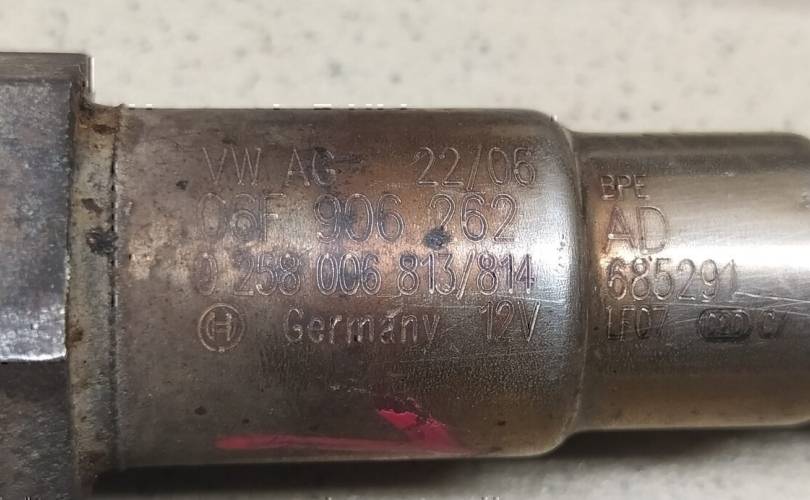 VW AG 22/06
06F 906 262
0 258 006 813/814
Germany 12V
BPE
AD
685291
LF07